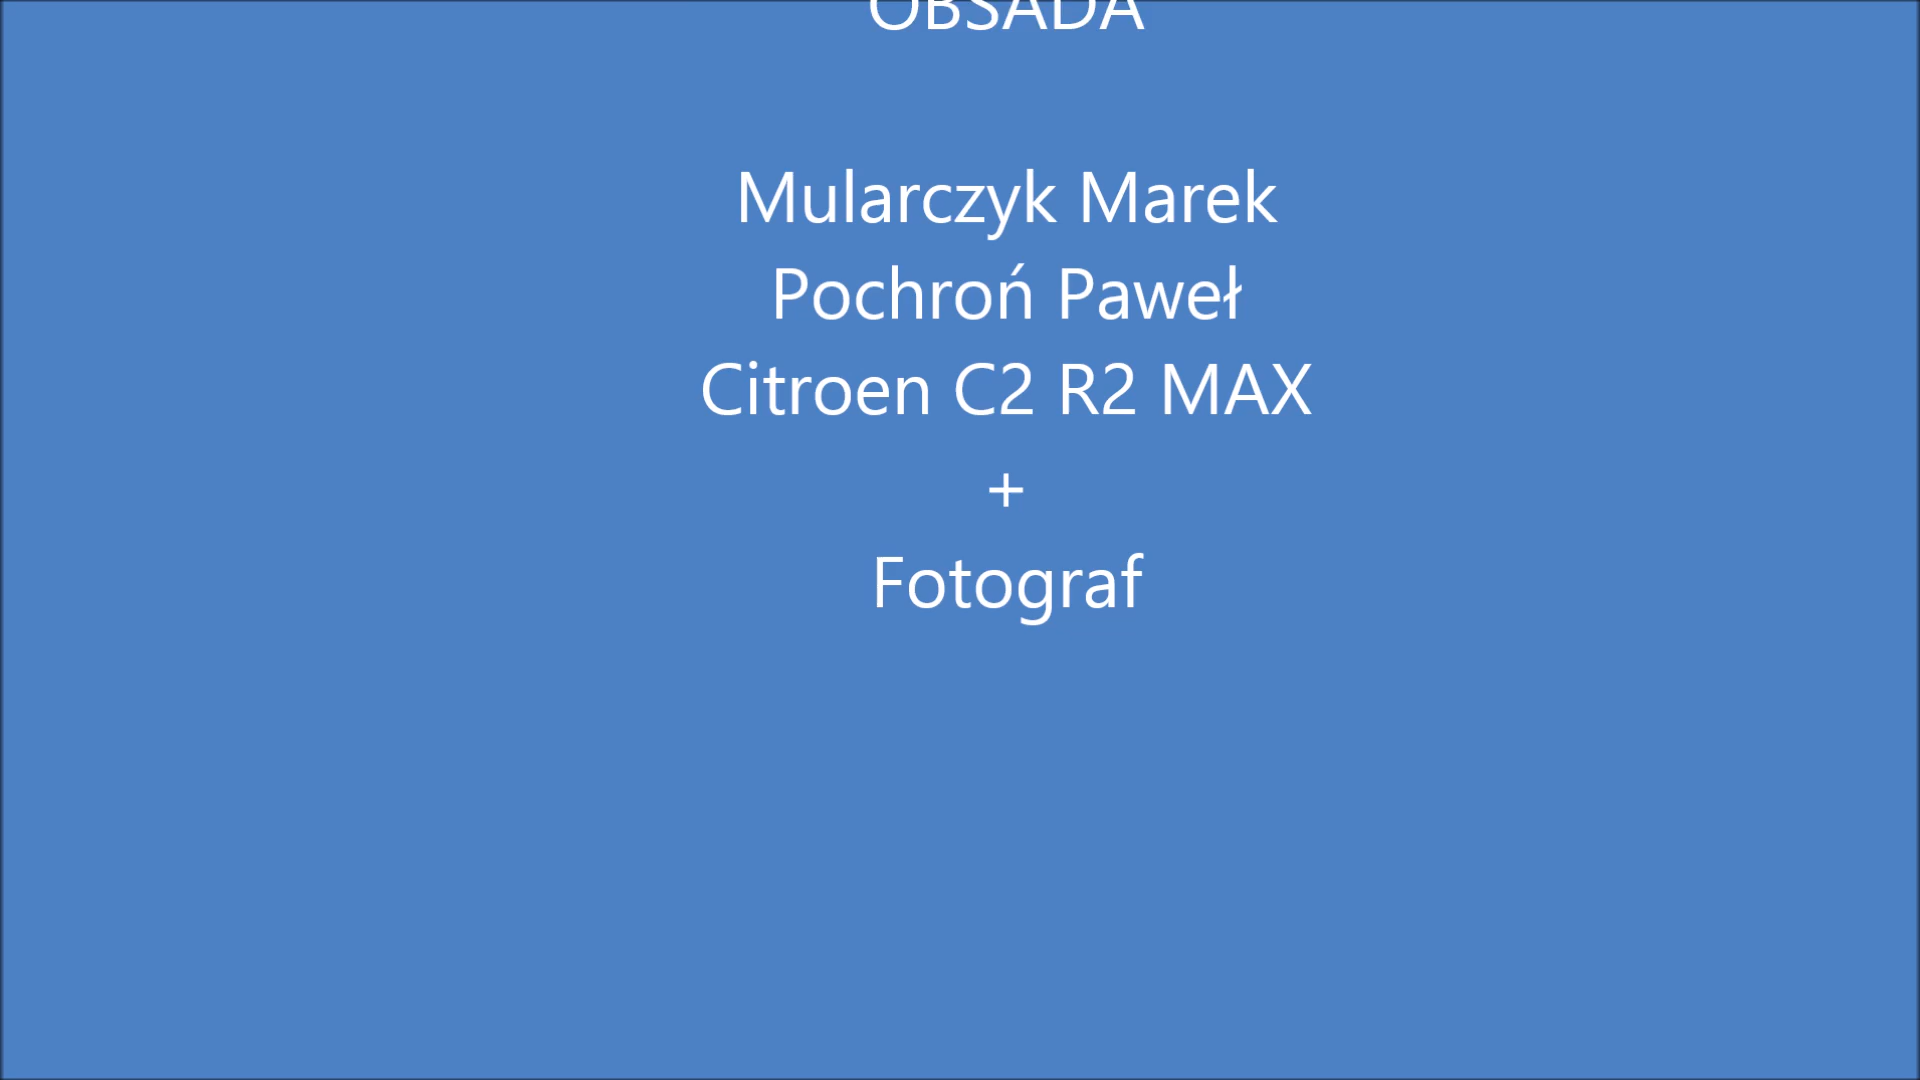 OBSADA
Mularczyk Marek
Pochroń Paweł
Citroen C2 R2 MAX
+
Fotograf